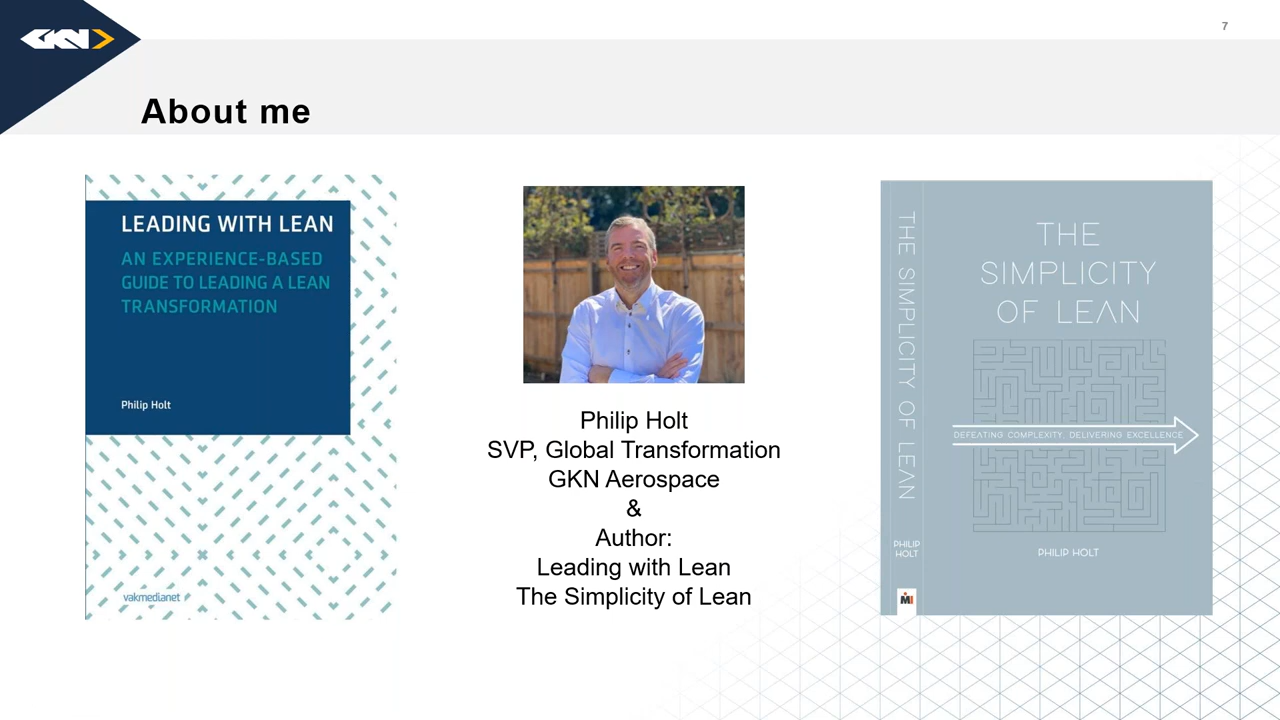 GKN
7
About me
LEADING WITH LEAN
AN EXPERIENCE-BASED
GUIDE TO LEADING A LEAN
TRANSFORMATION
Philip Holt
vakmedianet
Philip Holt
SVP, Global Transformation
GKN Aerospace
&
Author:
Leading with Lean
The Simplicity of Lean
THE SIMPLICITY OF LEAN
PHILIP
HOLT
MI
THE
SIMPLICITY
OF LEAN
DEFEATING COMPLEXITY, DELIVERING EXCELLENCE
PHILIP HOLT